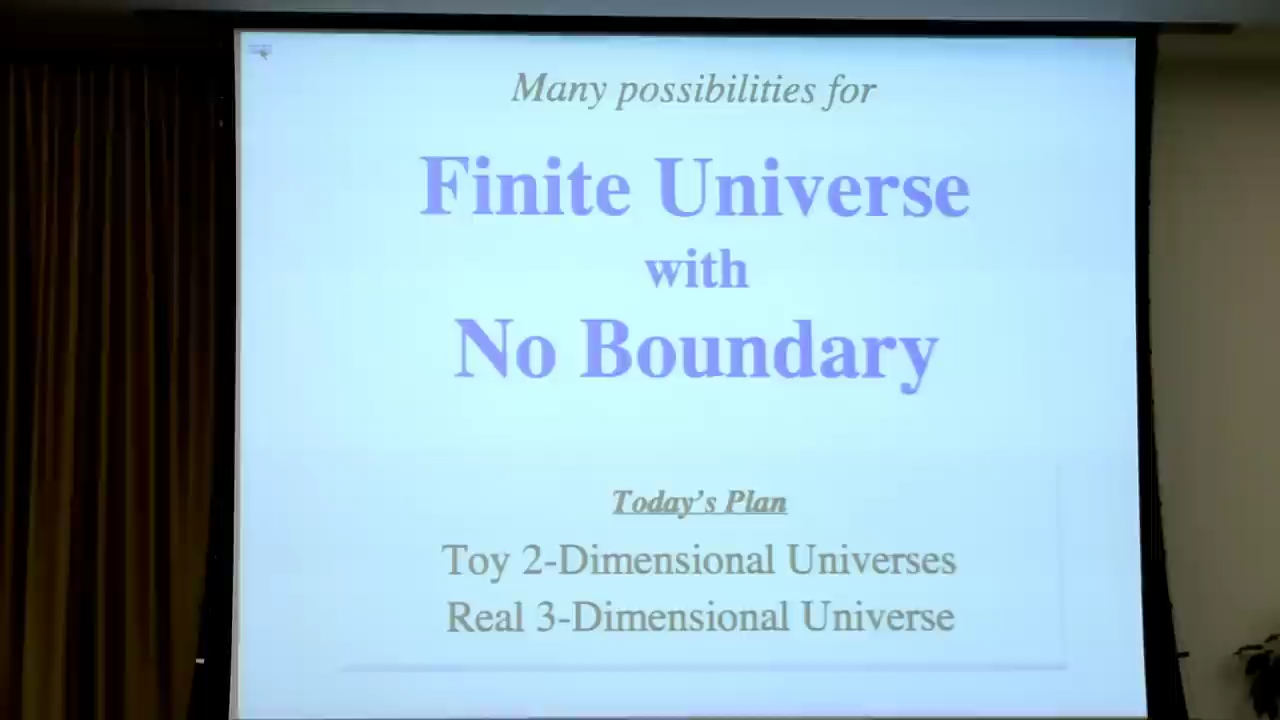 Many possibilities for
Finite Universe
with
No Boundary
Today's Plan
Toy 2-Dimensional Universes
Real 3-Dimensional Universe